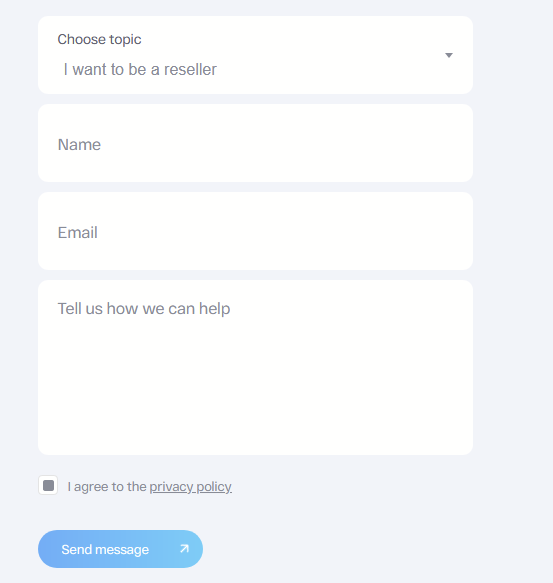 Choose topic
I want to be a reseller
Name
Email
Tell us how we can help
I agree to the privacy policy
Send message